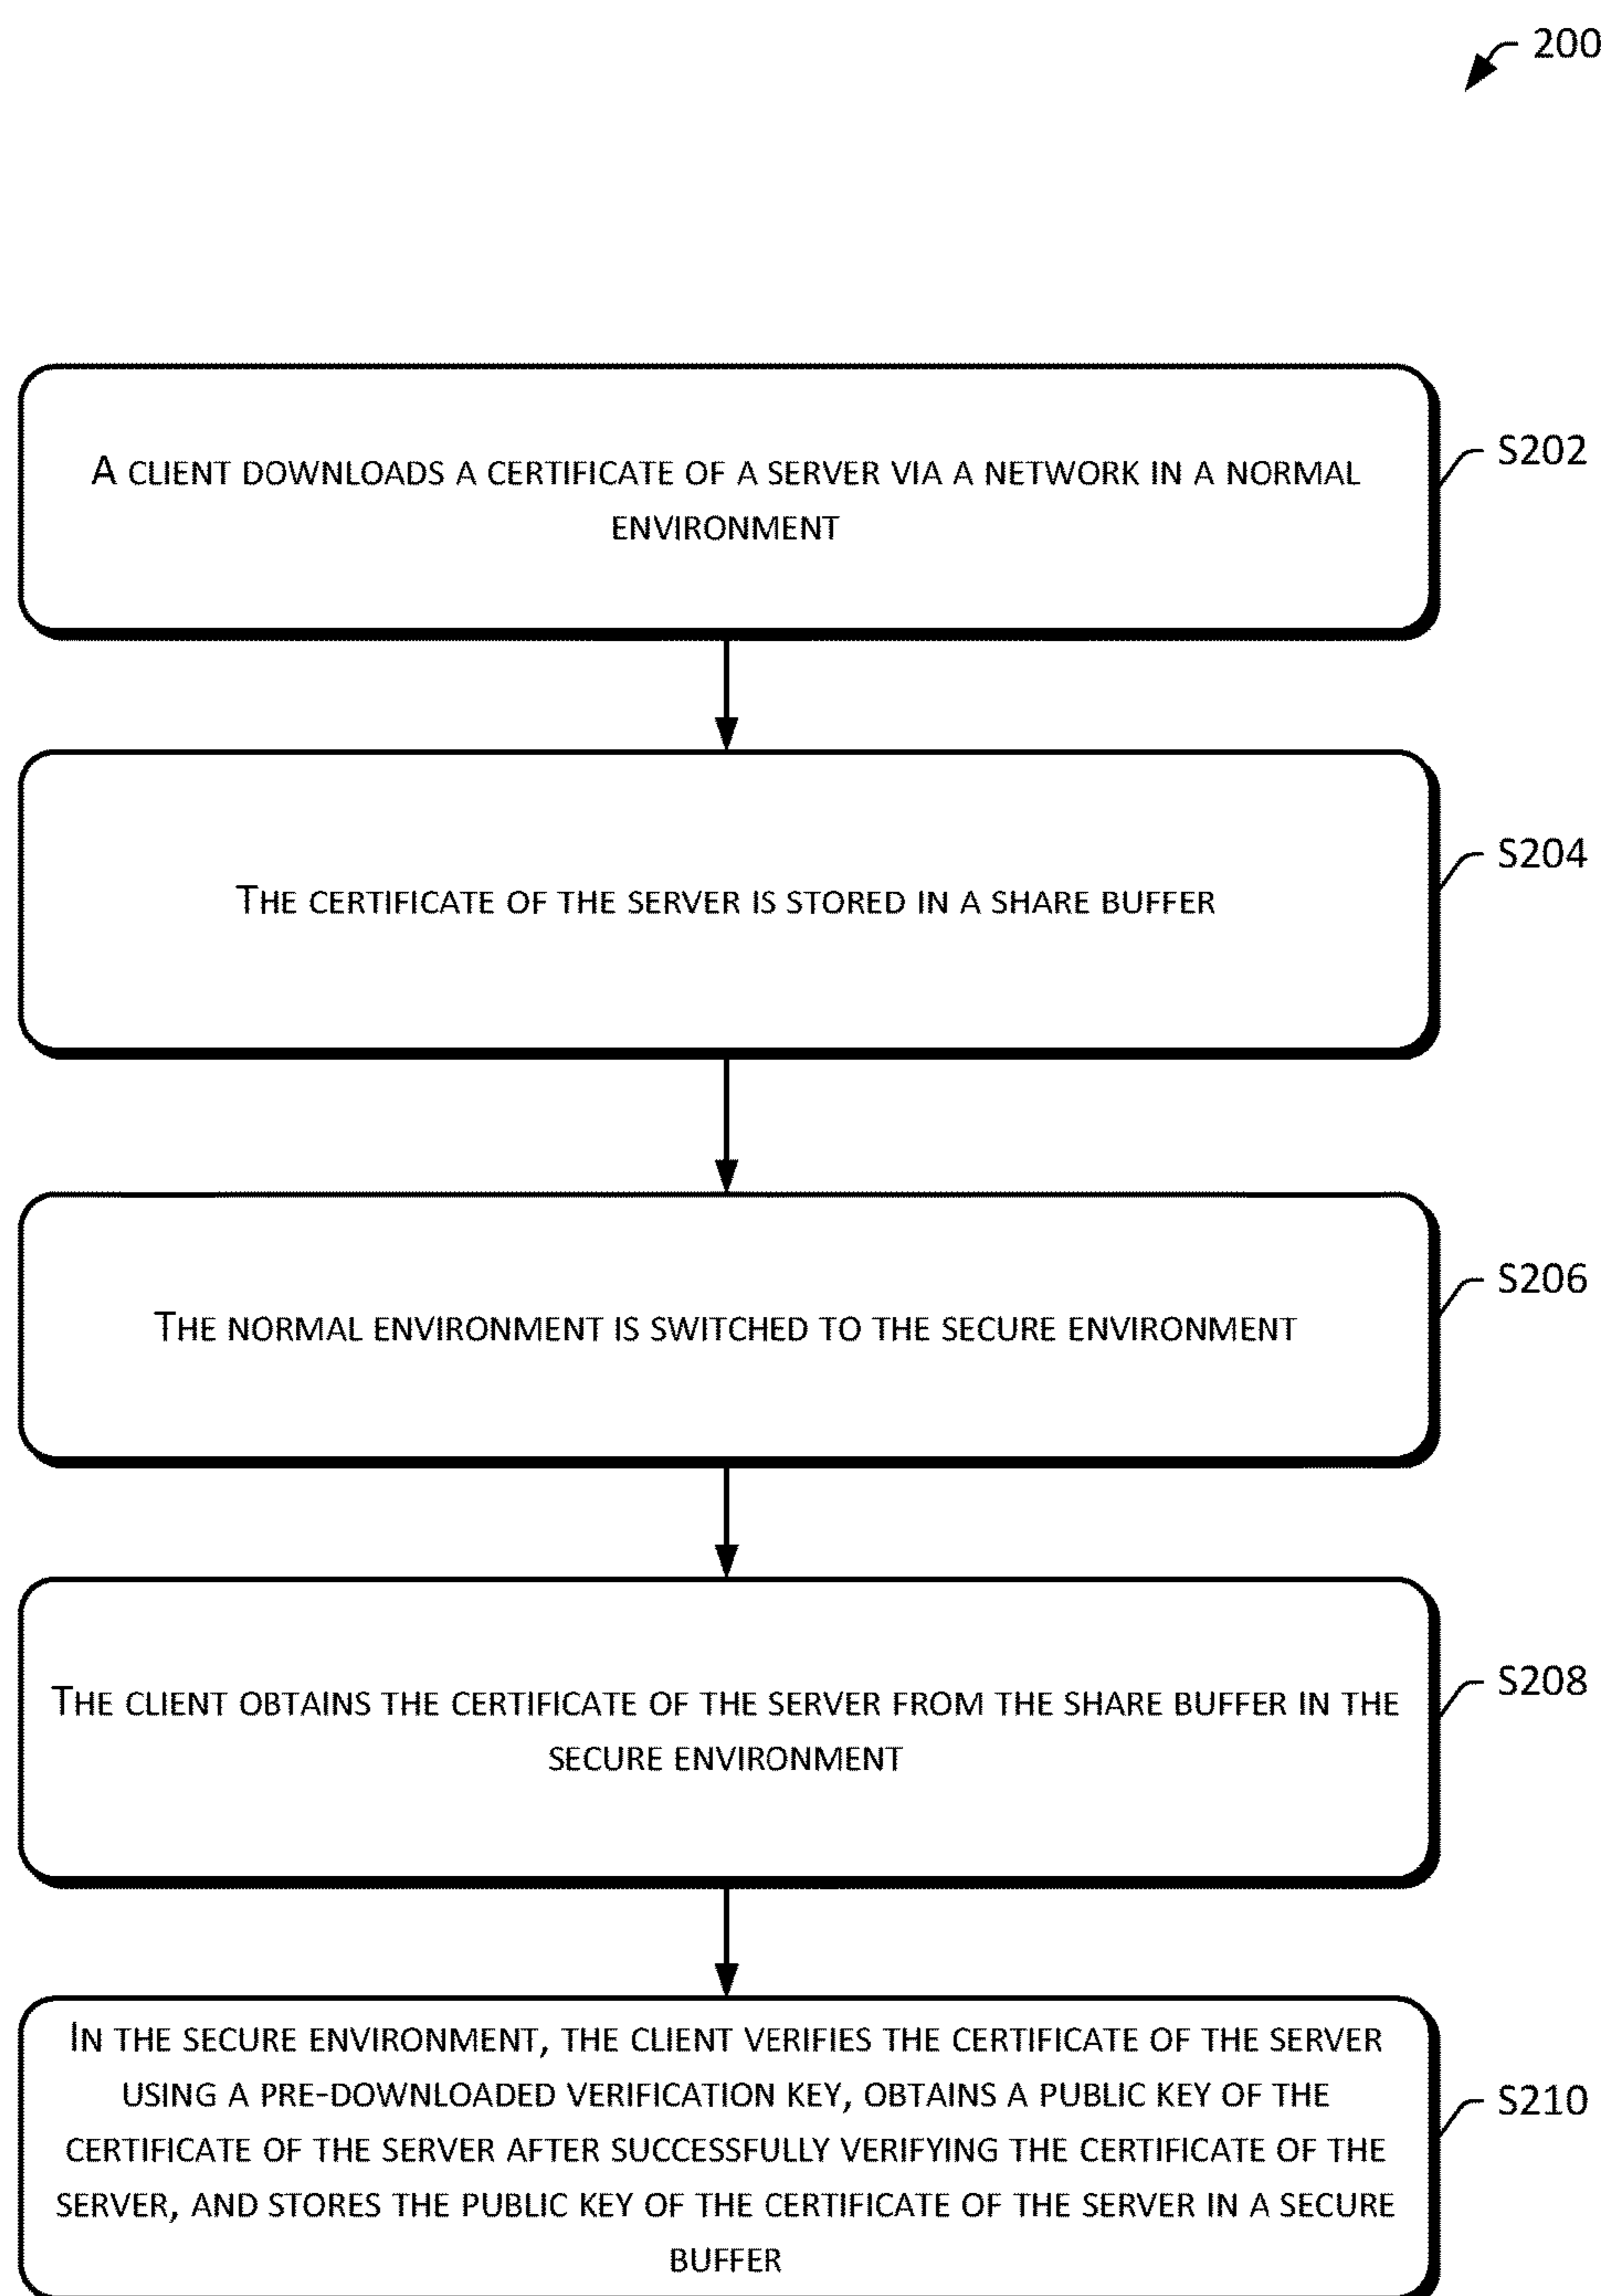 200
A CLIENT DOWNLOADS A CERTIFICATE OF A SERVER VIA A NETWORK IN A NORMAL
ENVIRONMENT
S202
THE CERTIFICATE OF THE SERVER IS STORED IN A SHARE BUFFER
S204
THE NORMAL ENVIRONMENT IS SWITCHED TO THE SECURE ENVIRONMENT
S206
THE CLIENT OBTAINS THE CERTIFICATE OF THE SERVER FROM THE SHARE BUFFER IN THE
SECURE ENVIRONMENT
S208
IN THE SECURE ENVIRONMENT, THE CLIENT VERIFIES THE CERTIFICATE OF THE SERVER
USING A PRE-DOWNLOADED VERIFICATION KEY, OBTAINS A PUBLIC KEY OF THE
CERTIFICATE OF THE SERVER AFTER SUCCESSFULLY VERIFYING THE CERTIFICATE OF THE
SERVER, AND STORES THE PUBLIC KEY OF THE CERTIFICATE OF THE SERVER IN A SECURE
BUFFER
S210